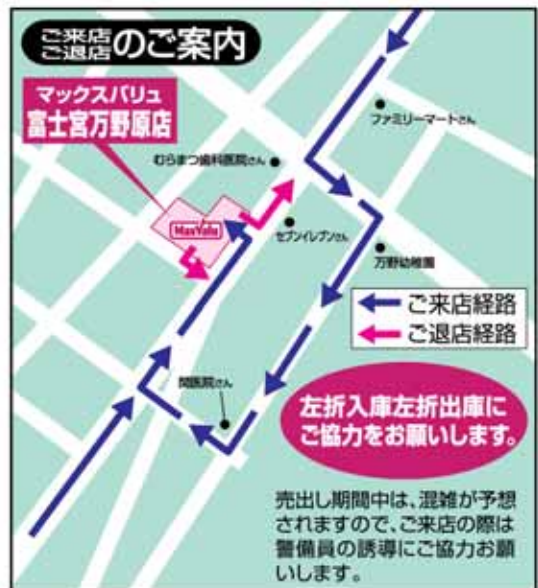 ご来店
ご退店
のご案内
マックスバリュ
富士宮万野原店
ファミリーマートさん
むらまつ歯科医院さん
MaxValu
セブンイレブンさん
万野幼稚園
ご来店経路
ご退店経路
関医院さん
左折入庫左折出庫に
ご協力をお願いします。
売出し期間中は、混雑が予想
されますので、ご来店の際は
警備員の誘導にご協力お願
いします。